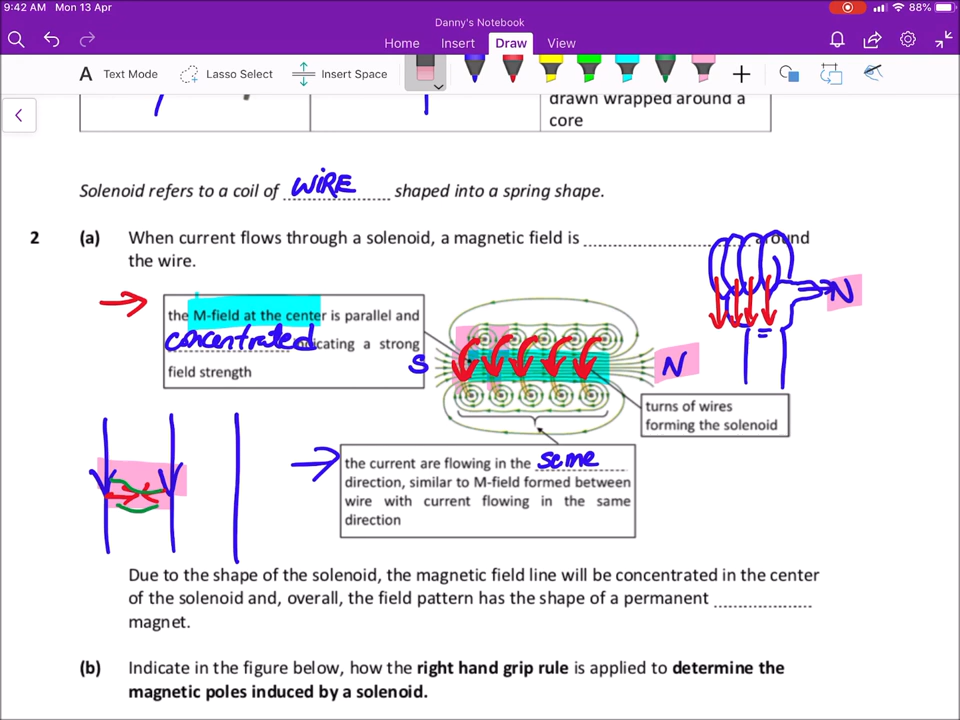 9:42 AM Mon 13 Apr
88%
Danny's Notebook
Home Insert Draw View
A Text Mode Lasso Select Insert Space
drawn wrapped around a
core
Solenoid refers to a coil of WiRE shaped into a spring shape.
2 (a) When current flows through a solenoid, a magnetic field is ........ around
the wire.
the M-field at the center is parallel and
concentrated indicating a strong
field strength
S
N
N
turns of wires
forming the solenoid
the current are flowing in the same
direction, similar to M-field formed between
wire with current flowing in the same
direction
Due to the shape of the solenoid, the magnetic field line will be concentrated in the center
of the solenoid and, overall, the field pattern has the shape of a permanent ........
magnet.
(b) Indicate in the figure below, how the right hand grip rule is applied to determine the
magnetic poles induced by a solenoid.